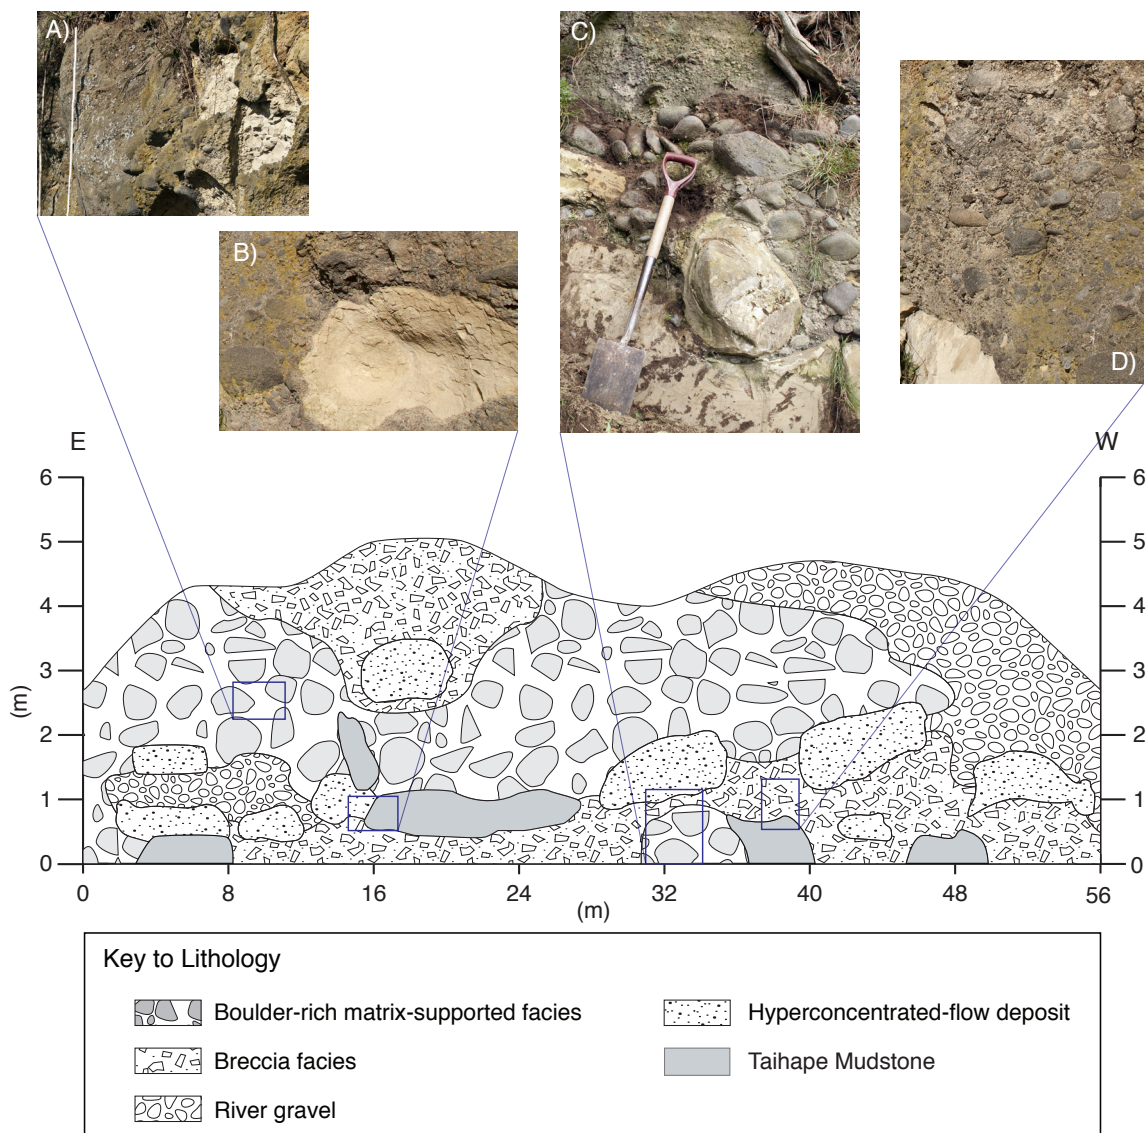 A)
C)
B)
D)
E
W
6
6
5
5
4
4
3
3
(m)
(m)
2
2
1
1
0
0
0 8 16 24 32 40 48 56
(m)
Key to Lithology
Boulder-rich matrix-supported facies
Hyperconcentrated-flow deposit
Breccia facies
Taihape Mudstone
River gravel